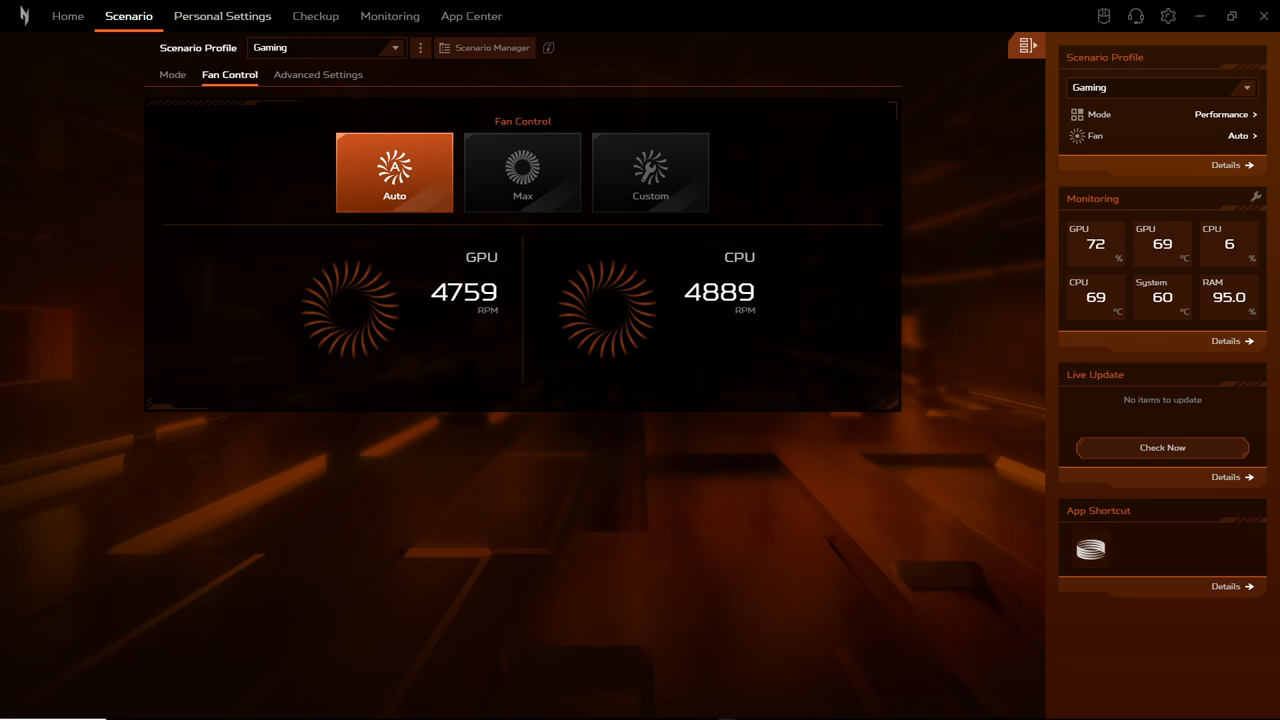 Home Scenario Personal Settings Checkup Monitoring App Center
Scenario Profile Gaming Scenario Manager
Mode Fan Control Advanced Settings
Fan Control
A
Auto Max Custom
GPU
4759
RPM
CPU
4889
RPM
Scenario Profile
Gaming
Mode Performance >
Fan Auto >
Details →
Monitoring
GPU GPU CPU
72 69 6
% °C %
CPU System RAM
69 60 95.0
°C °C %
Details →
Live Update
No items to update
Check Now
Details →
App Shortcut
Details →